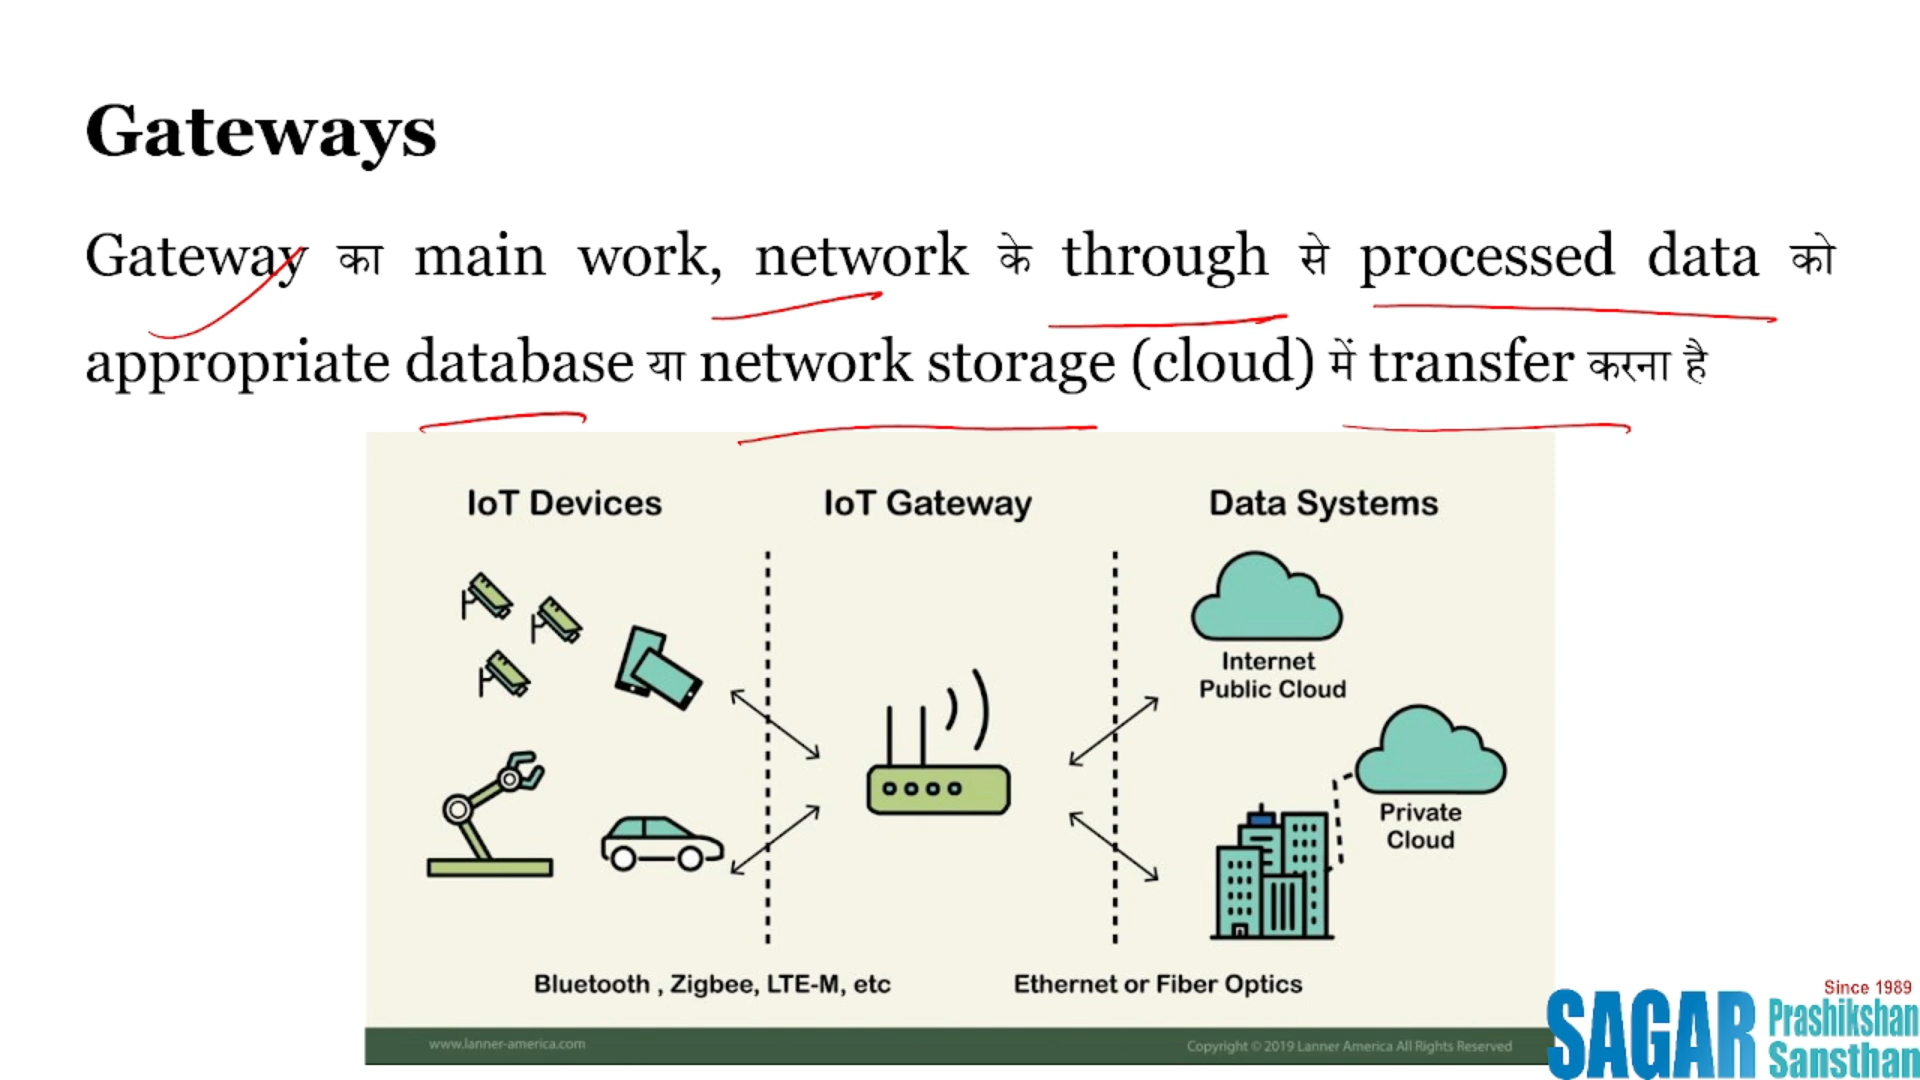 Gateways
Gateway का main work, network के through से processed data को
appropriate database या network storage (cloud) में transfer करना है
IoT Devices
IoT Gateway
Data Systems
Internet
Public Cloud
Private
Cloud
Bluetooth , Zigbee, LTE-M, etc
Ethernet or Fiber Optics
www.lanner-america.com
Copyright © 2019 Lanner America All Rights Reserved
Since 1989
SAGAR Prashikshan
Sansthan